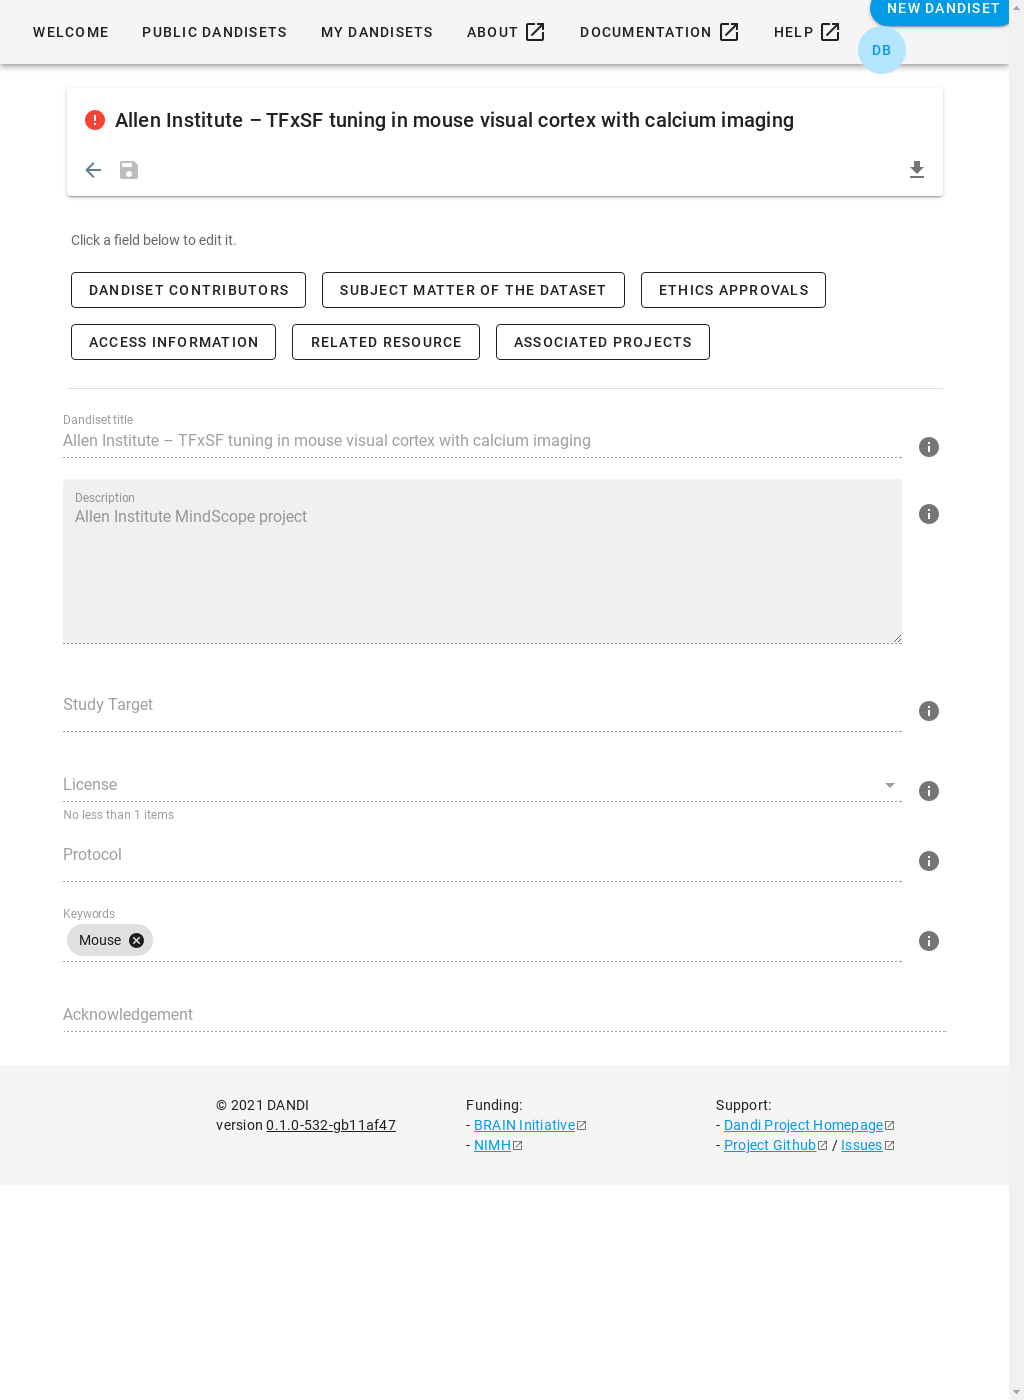 WELCOME PUBLIC DANDISETS MY DANDISETS ABOUT DOCUMENTATION HELP NEW DANDISET
DB
Allen Institute – TFxSF tuning in mouse visual cortex with calcium imaging
Click a field below to edit it.
DANDISET CONTRIBUTORS SUBJECT MATTER OF THE DATASET ETHICS APPROVALS
ACCESS INFORMATION RELATED RESOURCE ASSOCIATED PROJECTS
Dandiset title
Allen Institute – TFxSF tuning in mouse visual cortex with calcium imaging
Description
Allen Institute MindScope project
Study Target
License
No less than 1 items
Protocol
Keywords
Mouse
Acknowledgement
© 2021 DANDI
version 0.1.0-532-gb11af47
Funding:
- BRAIN Initiative
- NIMH
Support:
- Dandi Project Homepage
- Project Github / Issues